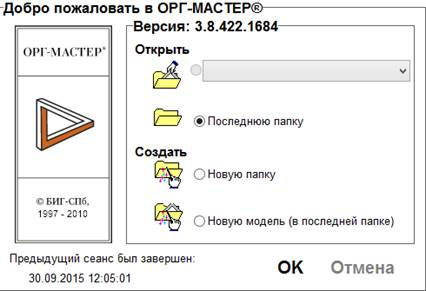 Добро пожаловать в ОРГ-МАСТЕР®
Версия: 3.8.422.1684
ОРГ-МАСТЕР®
© БИГ-СПб,
1997 - 2010
Открыть
Последнюю папку
Создать
Новую папку
Новую модель (в последней папке)
Предыдущий сеанс был завершен:
30.09.2015 12:05:01
OK Отмена